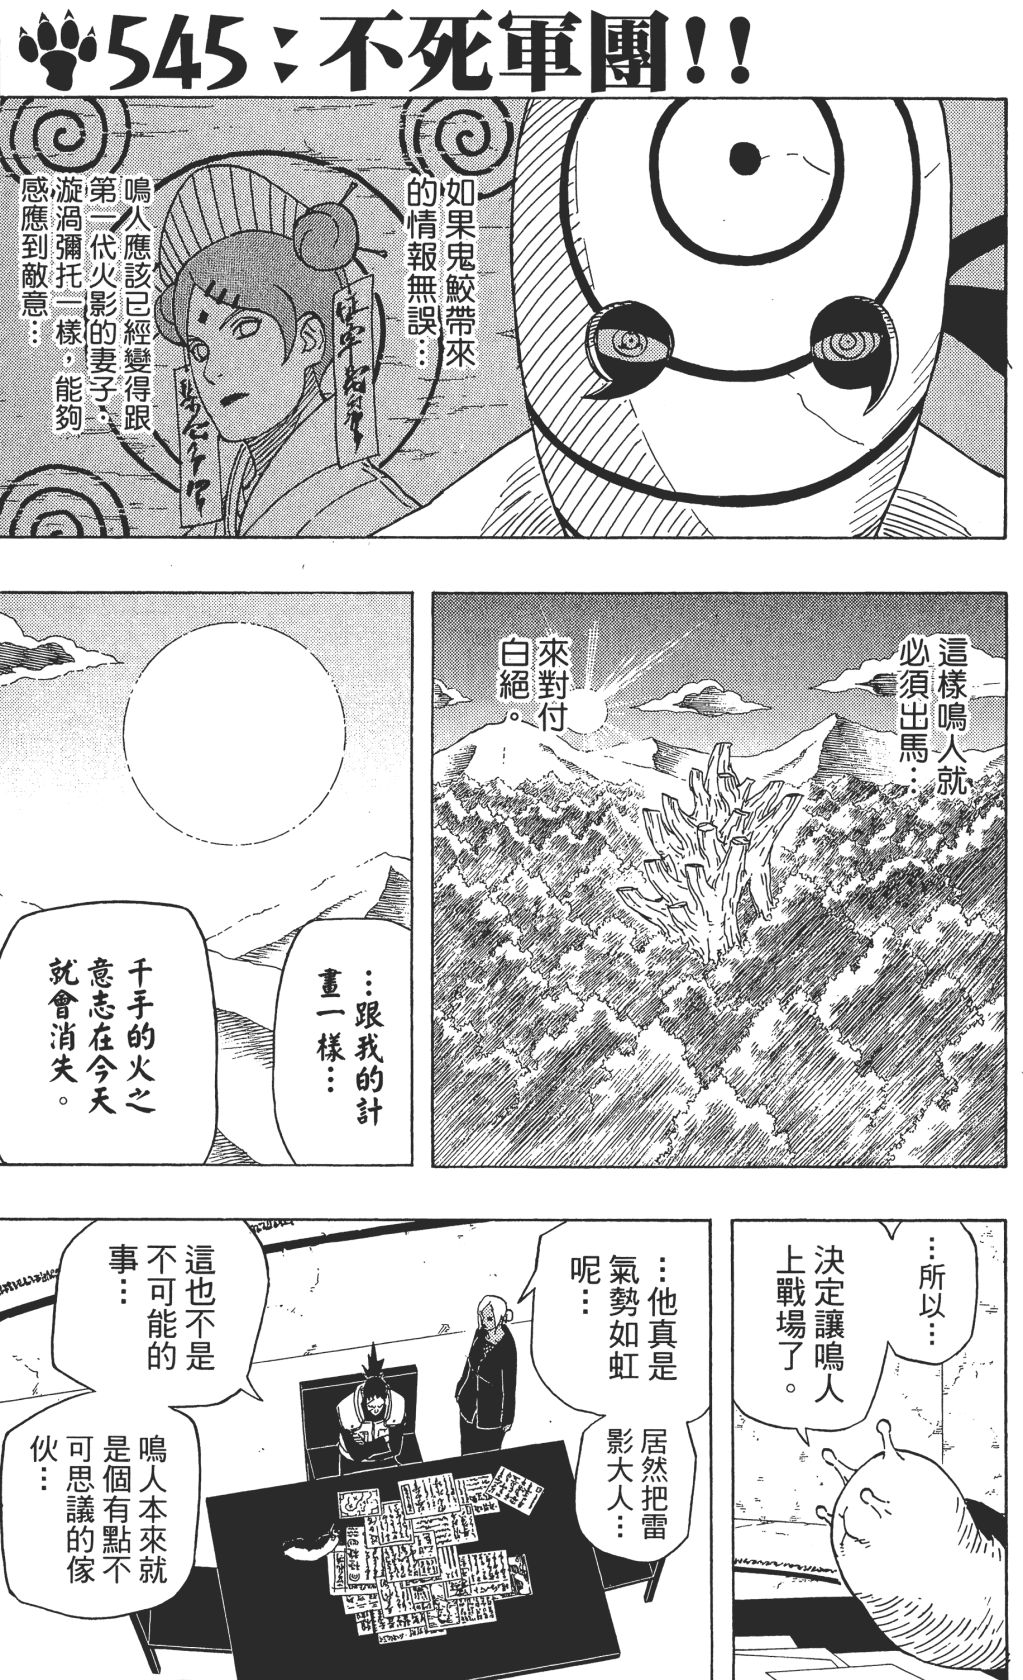 545：不死軍團!!
如果鬼鮫帶來
的情報無誤…
鳴人應該已經變得跟
第一代火影的妻子．
漩渦彌托一樣，能夠
感應到敵意…
這樣鳴人就
必須出馬…
來對付
白絕。
…跟我的計
畫一樣…
千手的火之
意志在今天
就會消失。
…所以…
決定讓鳴人
上戰場了。
…他真是
氣勢如虹
呢…
居然把雷
影大人…
這也不是
不可能的
事…
鳴人本來就
是個有點不
可思議的傢
伙…